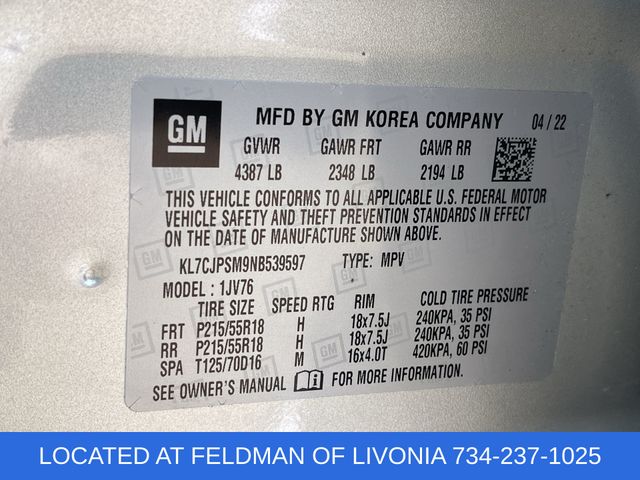 GM
MFD BY GM KOREA COMPANY 04 / 22
GVWR GAWR FRT GAWR RR
4387 LB 2348 LB 2194 LB
THIS VEHICLE CONFORMS TO ALL APPLICABLE U.S. FEDERAL MOTOR
VEHICLE SAFETY AND THEFT PREVENTION STANDARDS IN EFFECT
ON THE DATE OF MANUFACTURE SHOWN ABOVE.
KL7CJPSM9NB539597 TYPE: MPV
MODEL : 1JV76
TIRE SIZE SPEED RTG RIM COLD TIRE PRESSURE
FRT P215/55R18 H 18x7.5J 240KPA, 35 PSI
RR P215/55R18 H 18x7.5J 240KPA, 35 PSI
SPA T125/70D16 M 16x4.0T 420KPA, 60 PSI
SEE OWNER'S MANUAL FOR MORE INFORMATION.
LOCATED AT FELDMAN OF LIVONIA 734-237-1025